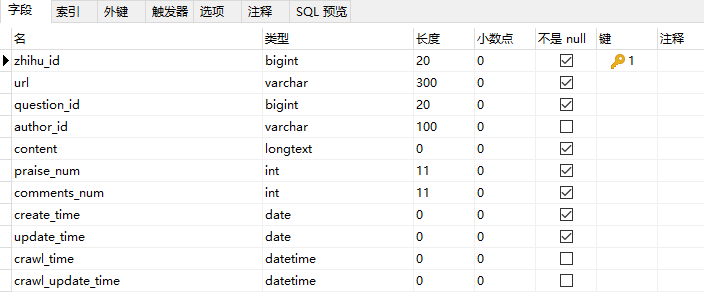 字段 索引 外键 触发器 选项 注释 SQL 预览
名 类型 长度 小数点 不是 null 键 注释
zhihu_id bigint 20 0 1
url varchar 300 0
question_id bigint 20 0
author_id varchar 100 0
content longtext 0 0
praise_num int 11 0
comments_num int 11 0
create_time date 0 0
update_time date 0 0
crawl_time datetime 0 0
crawl_update_time datetime 0 0